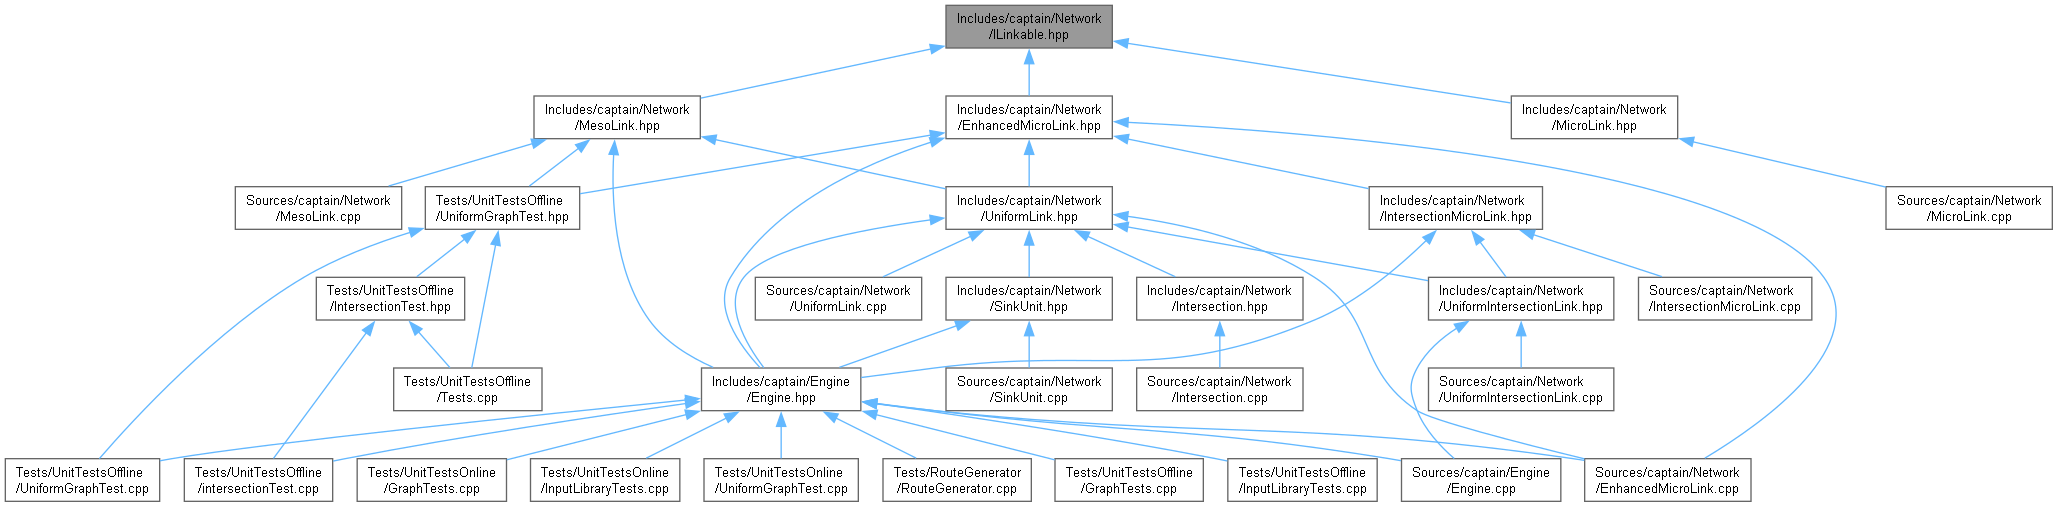 Includes/captain/Network
/ILinkable.hpp
Includes/captain/Network
/MesoLink.hpp
Includes/captain/Network
/EnhancedMicroLink.hpp
Includes/captain/Network
/MicroLink.hpp
Sources/captain/Network
/MesoLink.cpp
Tests/UnitTestsOffline
/UniformGraphTest.hpp
Includes/captain/Network
/UniformLink.hpp
Includes/captain/Network
/IntersectionMicroLink.hpp
Sources/captain/Network
/MicroLink.cpp
Tests/UnitTestsOffline
/IntersectionTest.hpp
Sources/captain/Network
/UniformLink.cpp
Includes/captain/Network
/SinkUnit.hpp
Includes/captain/Network
/Intersection.hpp
Includes/captain/Network
/UniformIntersectionLink.hpp
Sources/captain/Network
/IntersectionMicroLink.cpp
Tests/UnitTestsOffline
/Tests.cpp
Includes/captain/Engine
/Engine.hpp
Sources/captain/Network
/SinkUnit.cpp
Sources/captain/Network
/Intersection.cpp
Sources/captain/Network
/UniformIntersectionLink.cpp
Tests/UnitTestsOffline
/UniformGraphTest.cpp
Tests/UnitTestsOffline
/intersectionTest.cpp
Tests/UnitTestsOnline
/GraphTests.cpp
Tests/UnitTestsOnline
/InputLibraryTests.cpp
Tests/UnitTestsOnline
/UniformGraphTest.cpp
Tests/RouteGenerator
/RouteGenerator.cpp
Tests/UnitTestsOffline
/GraphTests.cpp
Tests/UnitTestsOffline
/InputLibraryTests.cpp
Sources/captain/Engine
/Engine.cpp
Sources/captain/Network
/EnhancedMicroLink.cpp